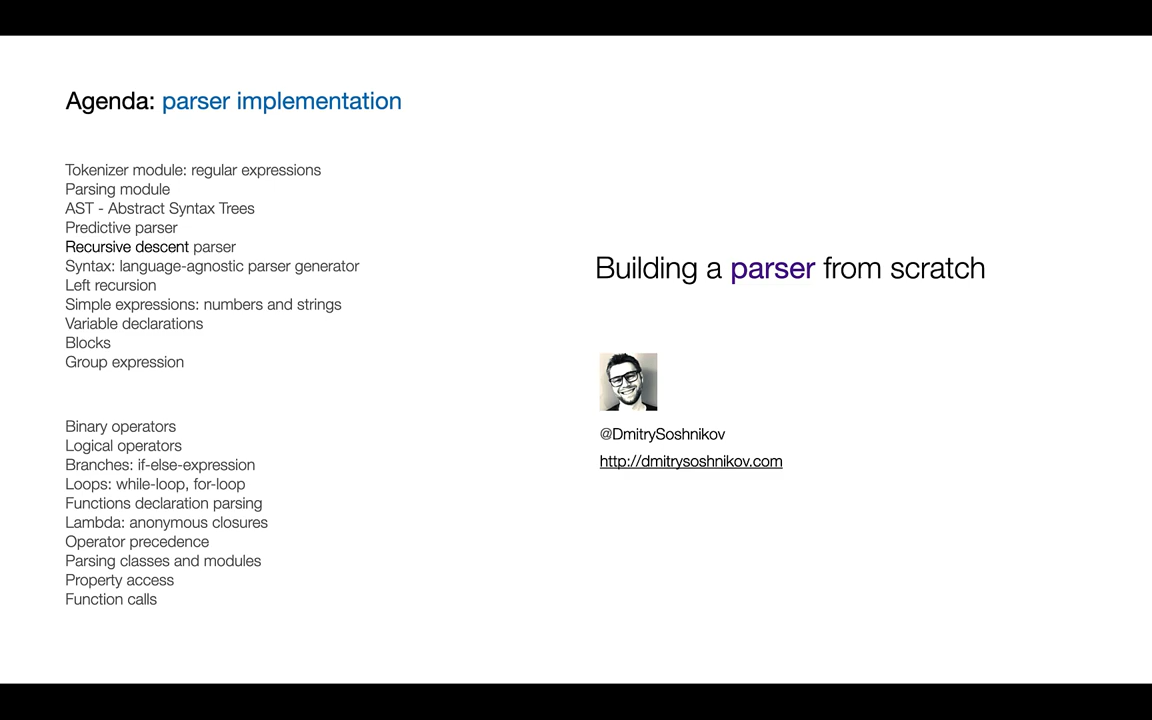 Agenda: parser implementation
Tokenizer module: regular expressions
Parsing module
AST - Abstract Syntax Trees
Predictive parser
Recursive descent parser
Syntax: language-agnostic parser generator
Left recursion
Simple expressions: numbers and strings
Variable declarations
Blocks
Group expression
Binary operators
Logical operators
Branches: if-else-expression
Loops: while-loop, for-loop
Functions declaration parsing
Lambda: anonymous closures
Operator precedence
Parsing classes and modules
Property access
Function calls
Building a parser from scratch
@DmitrySoshnikov
http://dmitrysoshnikov.com